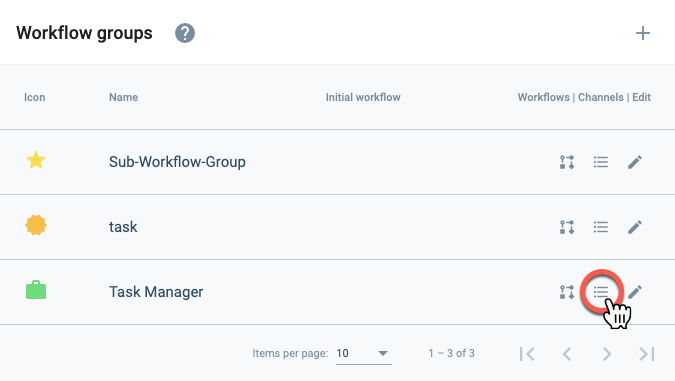 Workflow groups ?
Icon Name Initial workflow Workflows | Channels | Edit
Sub-Workflow-Group
task
Task Manager
Items per page: 10 1 – 3 of 3